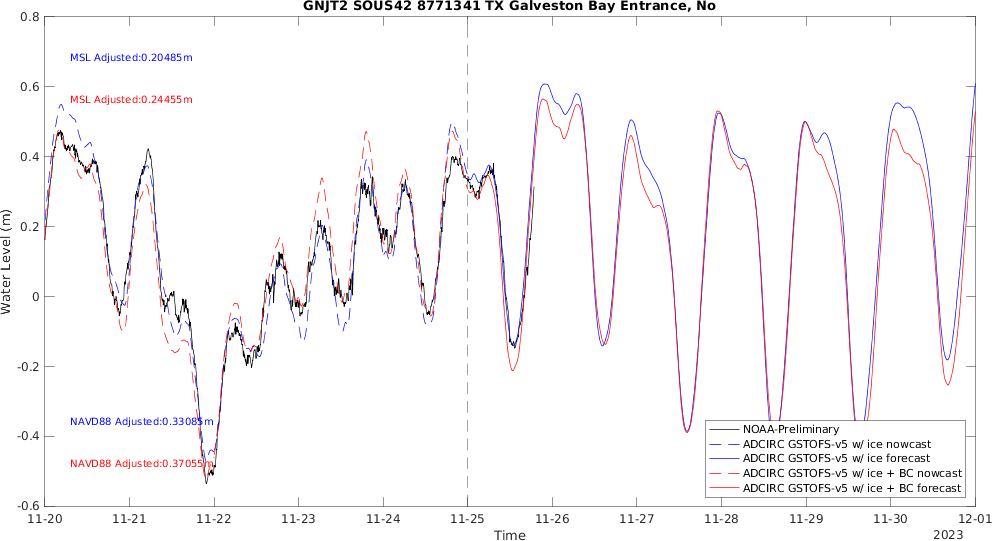 GNJT2 SOUS42 8771341 TX Galveston Bay Entrance, No
0.8
0.6
0.4
0.2
0
-0.2
-0.4
-0.6
Water Level (m)
MSL Adjusted:0.20485m
MSL Adjusted:0.24455m
NAVD88 Adjusted:0.33085m
NAVD88 Adjusted:0.37055m
NOAA-Preliminary
ADCIRC GSTOFS-v5 w/ ice nowcast
ADCIRC GSTOFS-v5 w/ ice forecast
ADCIRC GSTOFS-v5 w/ ice + BC nowcast
ADCIRC GSTOFS-v5 w/ ice + BC forecast
11-20 11-21 11-22 11-23 11-24 11-25 11-26 11-27 11-28 11-29 11-30 12-01
Time
2023